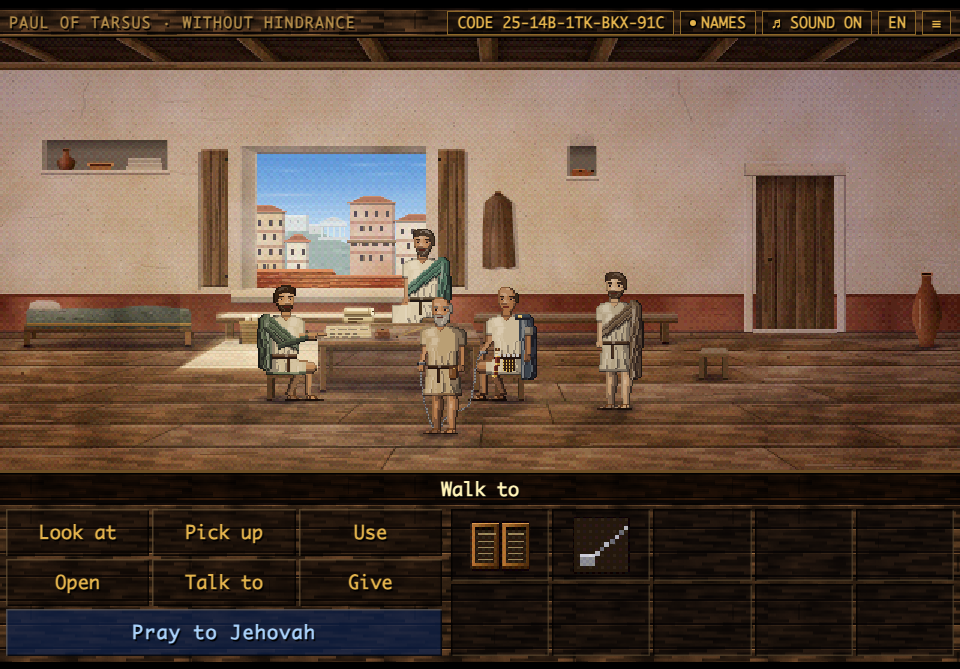 PAUL OF TARSUS · WITHOUT HINDRANCE
CODE 25-14B-1TK-BKX-91C
• NAMES
♬ SOUND ON
EN
≡
Walk to
Look at
Pick up
Use
Open
Talk to
Give
Pray to Jehovah